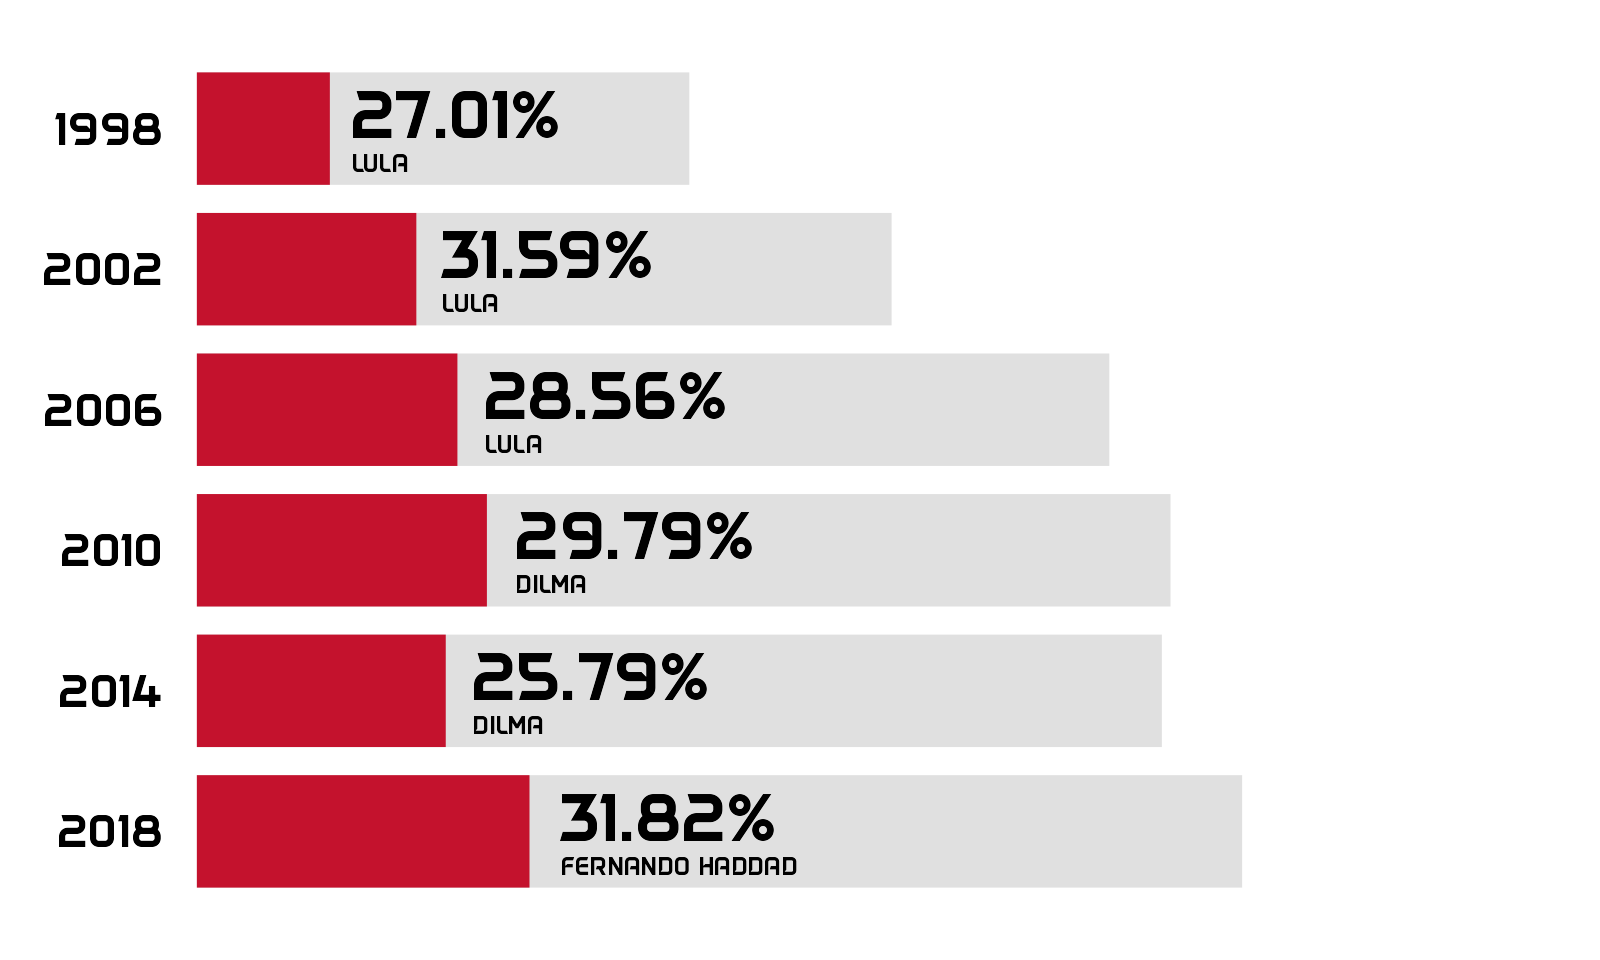 1998
27.01%
LULA
2002
31.59%
LULA
2006
28.56%
LULA
2010
29.79%
DILMA
2014
25.79%
DILMA
2018
31.82%
FERNANDO HADDAD